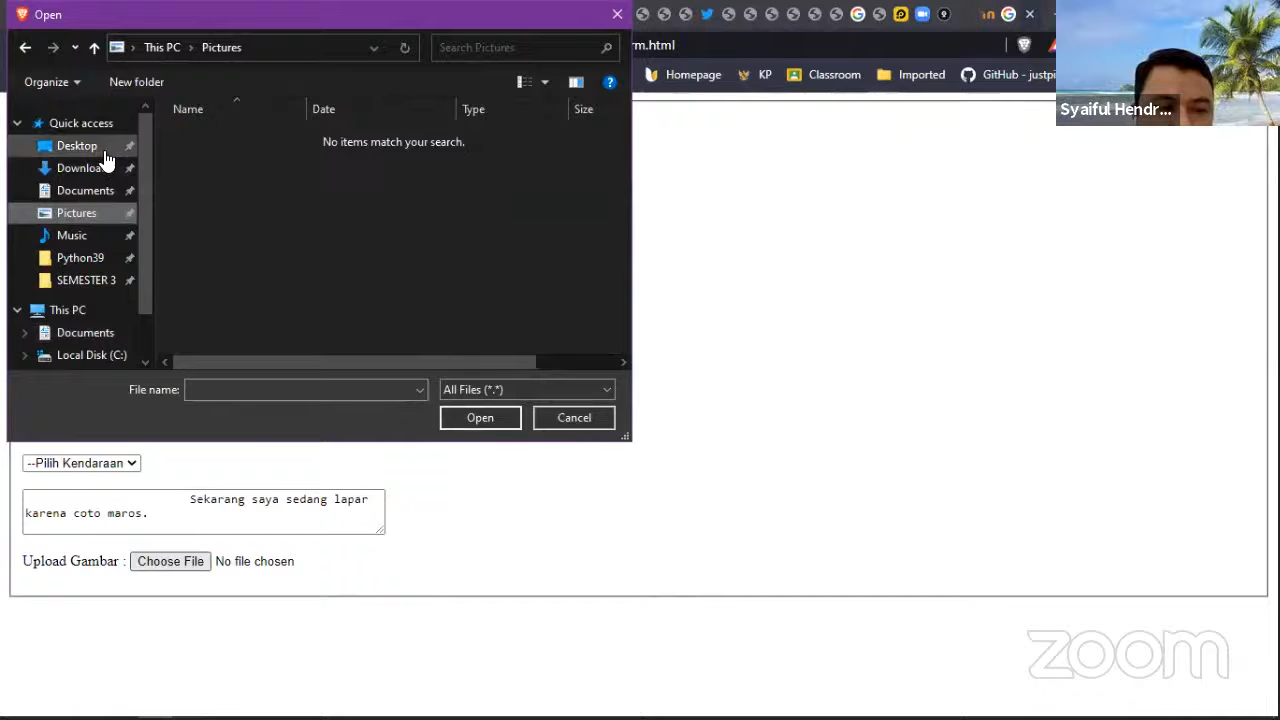 Open
rm.html
This PC
Pictures
Search Pictures
Organize
New folder
Homepage
KP
Classroom
Imported
GitHub - justpi
Syaiful Hendr...
Name
Date
Type
Size
Quick access
No items match your search.
Desktop
Downloa
Documents
Pictures
Music
Python39
SEMESTER 3
This PC
Documents
Local Disk (C:)
File name:
All Files (*.*)
Open
Cancel
--Pilih Kendaraan
Sekarang saya sedang lapar
karena coto maros.
Upload Gambar : Choose File No file chosen
zoom